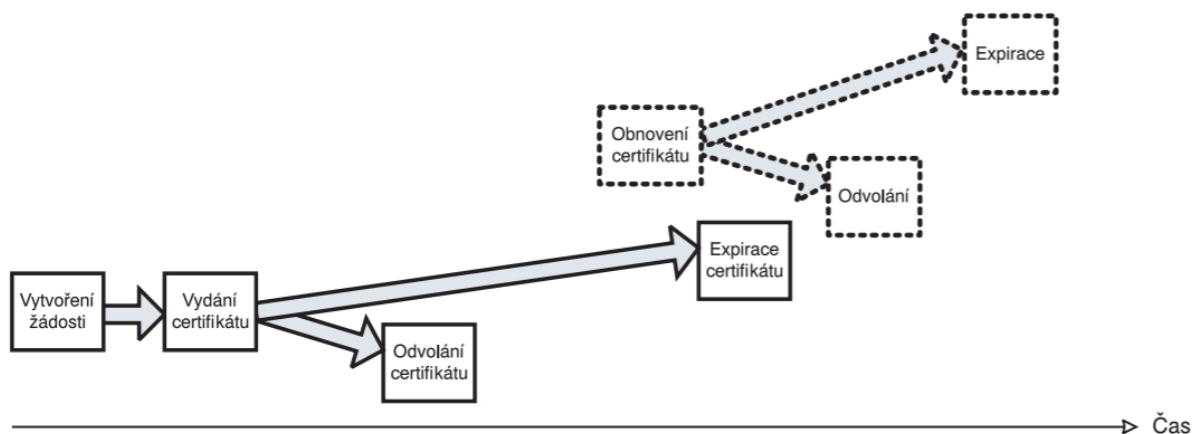 Expirace
Obnovení
certifikátu
Odvolání
Expirace
certifikátu
Vytvoření
žádosti
Vydání
certifikátu
Odvolání
certifikátu
Čas